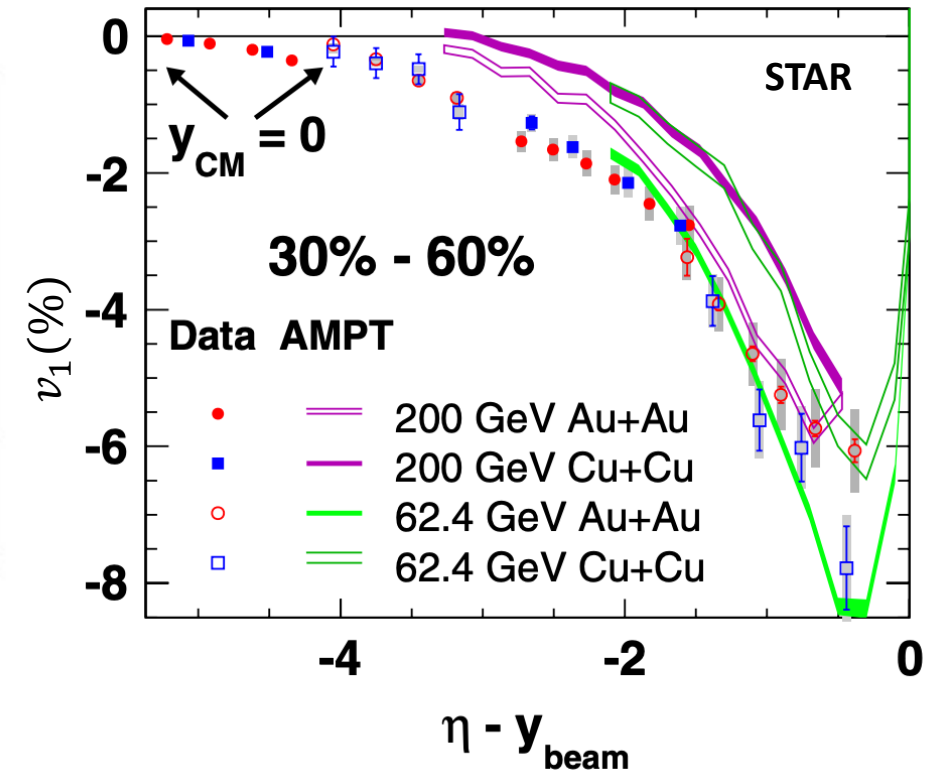 0
STAR
y_CM = 0
-2
30% - 60%
-4
v₁(%)
Data AMPT
200 GeV Au+Au
-6
200 GeV Cu+Cu
62.4 GeV Au+Au
62.4 GeV Cu+Cu
-8
-4 -2 0
η - y_beam